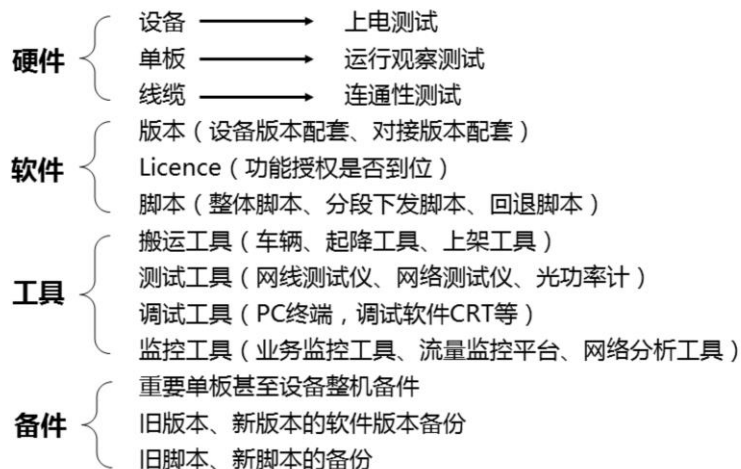 硬件
设备 上电测试
单板 运行观察测试
线缆 连通性测试
软件
版本（设备版本配套、对接版本配套）
Licence（功能授权是否到位）
脚本（整体脚本、分段下发脚本、回退脚本）
工具
搬运工具（车辆、起降工具、上架工具）
测试工具（网线测试仪、网络测试仪、光功率计）
调试工具（PC终端，调试软件CRT等）
监控工具（业务监控工具、流量监控平台、网络分析工具）
备件
重要单板甚至设备整机备件
旧版本、新版本的软件版本备份
旧脚本、新脚本的备份